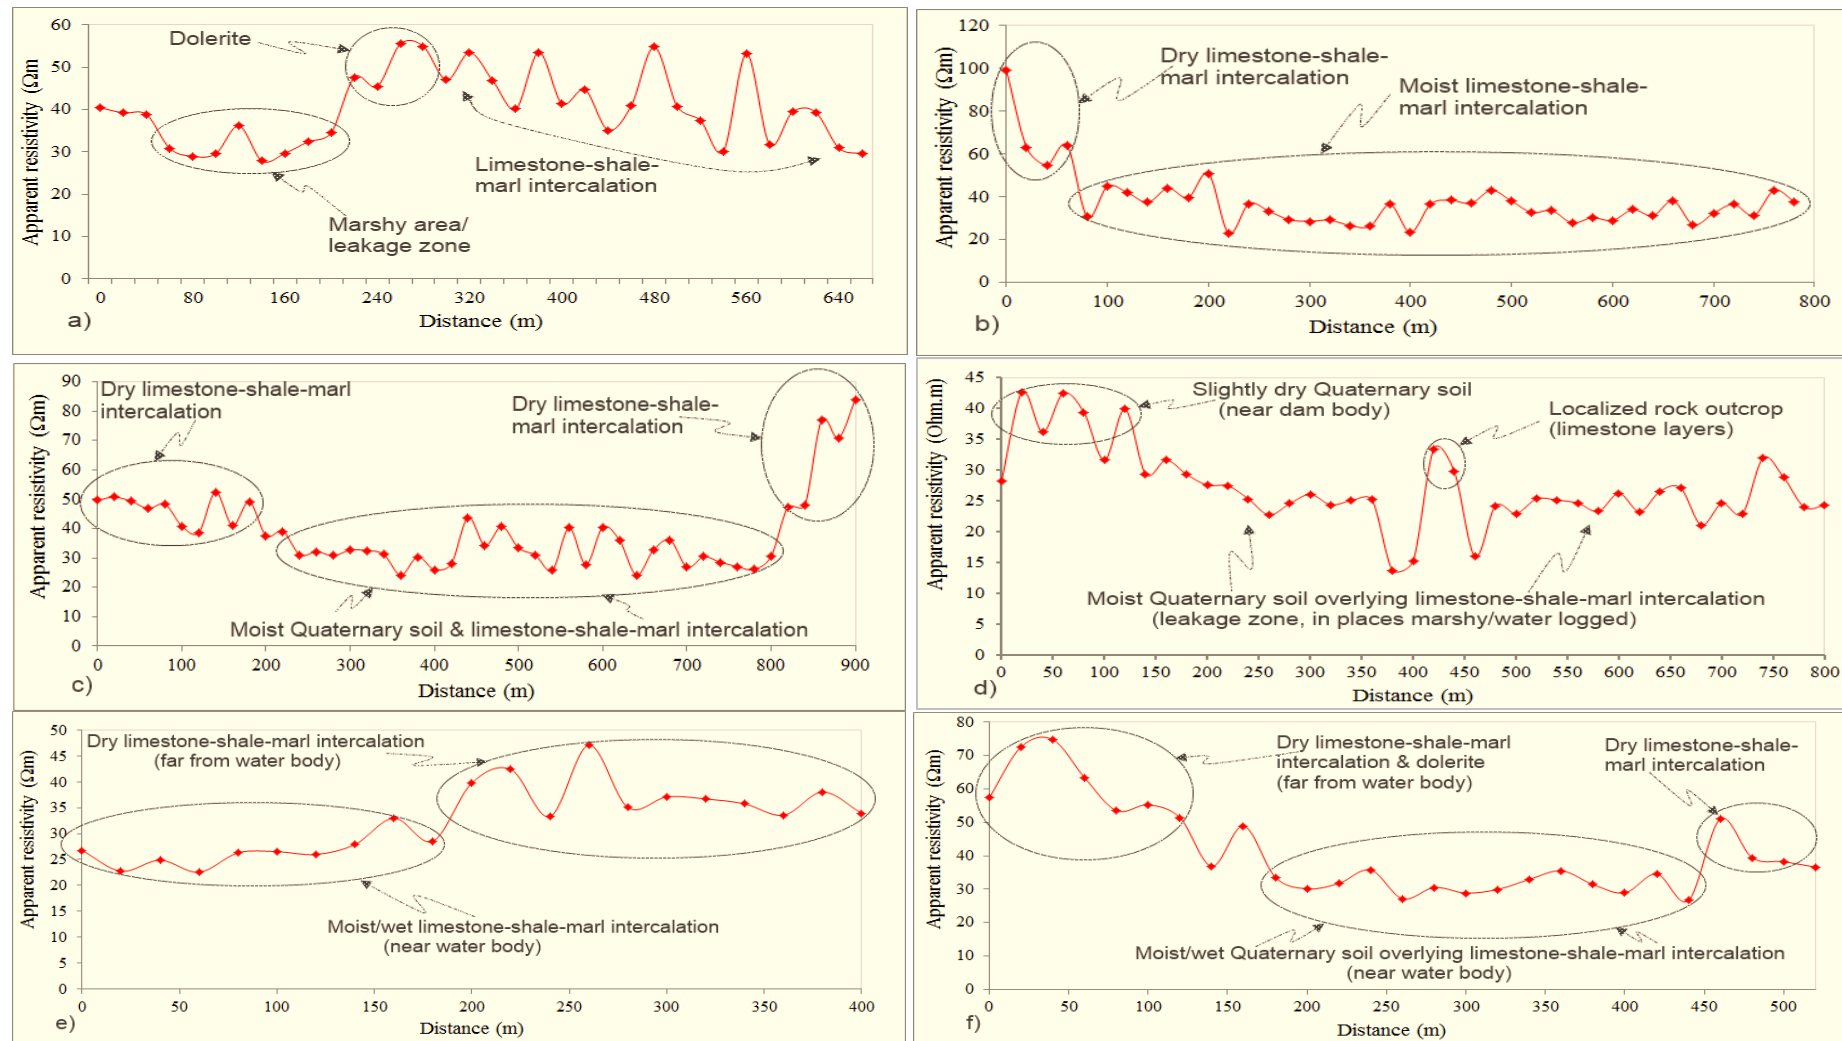 60
50
40
30
20
10
0
Apparent resistivity (Ωm)
Dolerite
Limestone-shale-
marl intercalation
Marshy area/
leakage zone
0 80 160 240 320 400 480 560 640
Distance (m)
a)
120
100
80
60
40
20
0
Apparent resistivity (Ωm)
Dry limestone-shale-
marl intercalation
Moist limestone-shale-
marl intercalation
0 100 200 300 400 500 600 700 800
Distance (m)
b)
90
80
70
60
50
40
30
20
10
0
Apparent resistivity (Ωm)
Dry limestone-shale-marl
intercalation
Dry limestone-shale-
marl intercalation
Moist Quaternary soil & limestone-shale-marl intercalation
0 100 200 300 400 500 600 700 800 900
Distance (m)
c)
45
40
35
30
25
20
15
10
5
0
Apparent resistivity (Ohm.m)
Slightly dry Quaternary soil
(near dam body)
Localized rock outcrop
(limestone layers)
Moist Quaternary soil overlying limestone-shale-marl intercalation
(leakage zone, in places marshy/water logged)
0 50 100 150 200 250 300 350 400 450 500 550 600 650 700 750 800
Distance (m)
d)
50
45
40
35
30
25
20
15
10
5
0
Apparent resistivity (Ωm)
Dry limestone-shale-marl intercalation
(far from water body)
Moist/wet limestone-shale-marl intercalation
(near water body)
0 50 100 150 200 260 300 360 400
Distance (m)
e)
80
70
60
50
40
30
20
10
0
Apparent resistivity (Ωm)
Dry limestone-shale-marl
intercalation & dolerite
(far from water body)
Dry limestone-shale-
marl intercalation
Moist/wet Quaternary soil overlying limestone-shale-marl intercalation
(near water body)
0 50 100 150 200 260 300 350 400 450 500
Distance (m)
f)